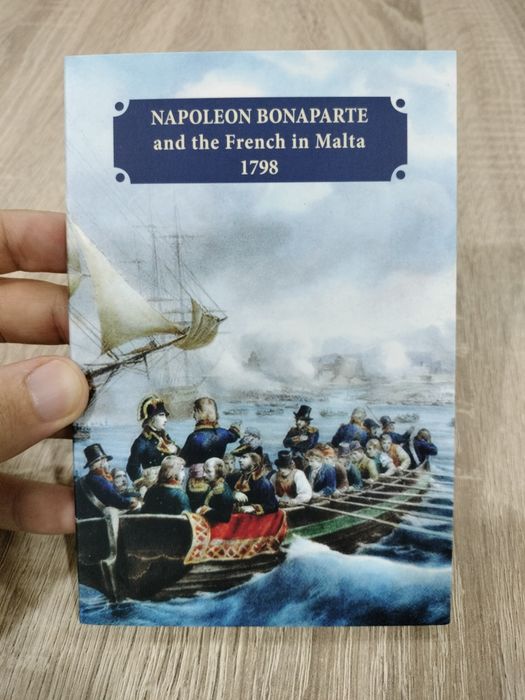 NAPOLEON BONAPARTE
and the French in Malta
1798